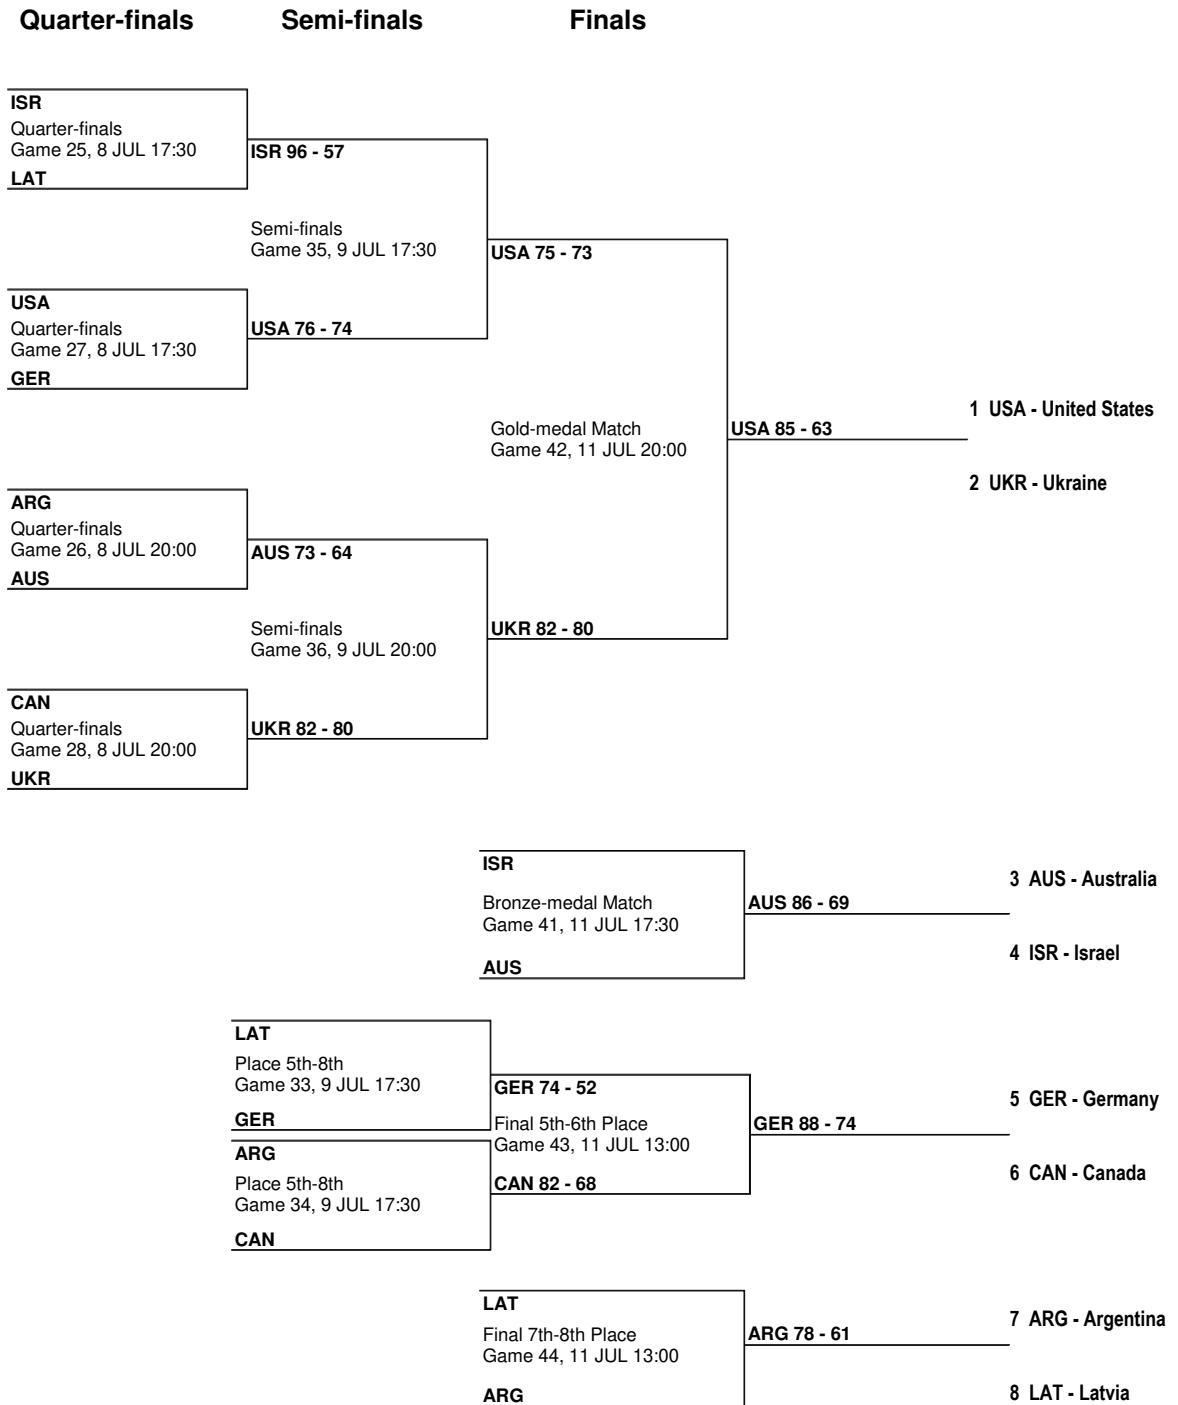 Quarter-finals Semi-finals Finals
ISR
Quarter-finals
Game 25, 8 JUL 17:30
LAT
ISR 96 - 57
Semi-finals
Game 35, 9 JUL 17:30
USA 75 - 73
USA
Quarter-finals
Game 27, 8 JUL 17:30
GER
USA 76 - 74
Gold-medal Match
Game 42, 11 JUL 20:00
USA 85 - 63
1 USA - United States
2 UKR - Ukraine
ARG
Quarter-finals
Game 26, 8 JUL 20:00
AUS
AUS 73 - 64
Semi-finals
Game 36, 9 JUL 20:00
UKR 82 - 80
CAN
Quarter-finals
Game 28, 8 JUL 20:00
UKR
UKR 82 - 80
ISR
Bronze-medal Match
Game 41, 11 JUL 17:30
AUS
AUS 86 - 69
3 AUS - Australia
4 ISR - Israel
LAT
Place 5th-8th
Game 33, 9 JUL 17:30
GER
GER 74 - 52
Final 5th-6th Place
Game 43, 11 JUL 13:00
GER 88 - 74
5 GER - Germany
6 CAN - Canada
ARG
Place 5th-8th
Game 34, 9 JUL 17:30
CAN
CAN 82 - 68
LAT
Final 7th-8th Place
Game 44, 11 JUL 13:00
ARG
ARG 78 - 61
7 ARG - Argentina
8 LAT - Latvia